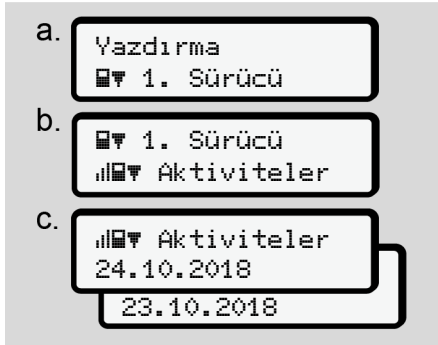 a.
Yazdırma
1. Sürücü
b.
1. Sürücü
Aktiviteler
c.
Aktiviteler
24.10.2018
23.10.2018